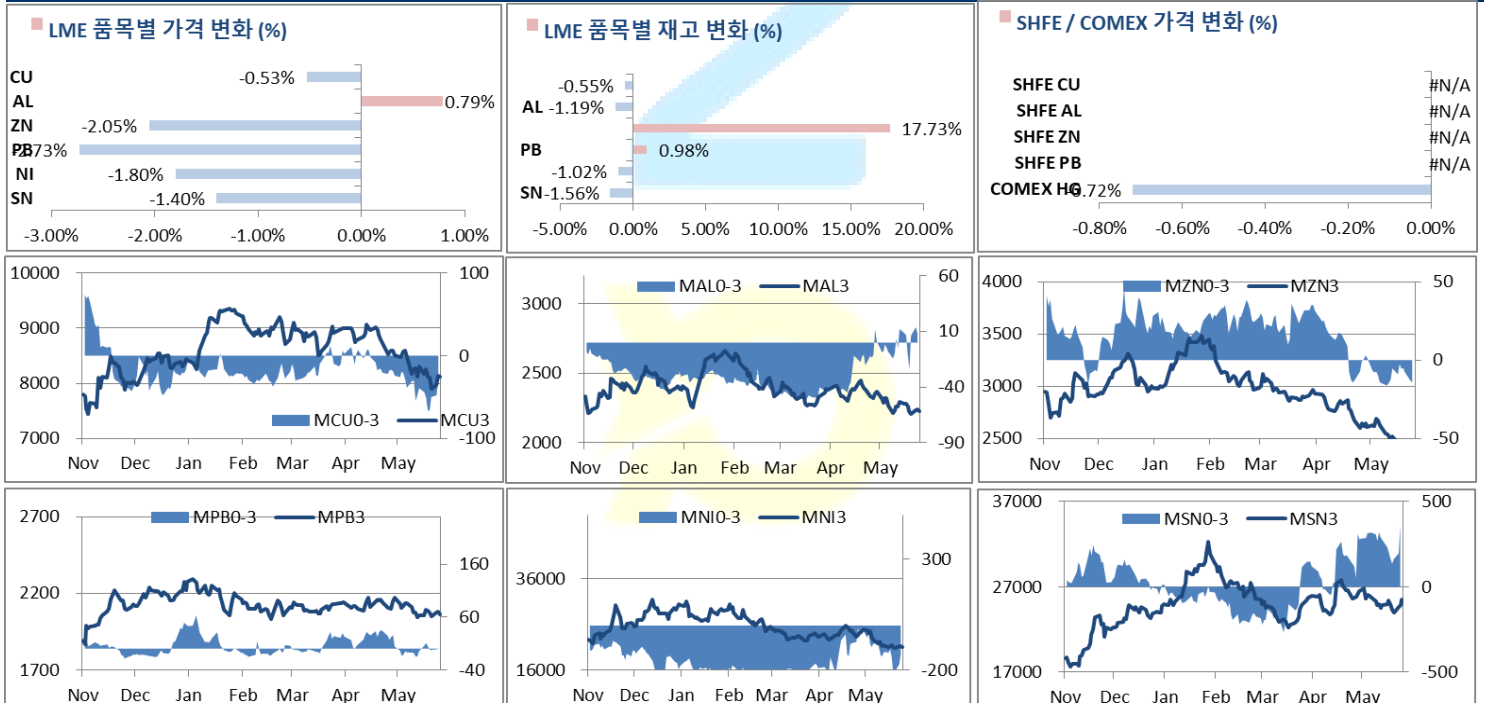 LME 품목별 가격 변화 (%)
CU
-0.53%
AL
0.79%
ZN
-2.05%
PB
-2.73%
NI
-1.80%
SN
-1.40%
-3.00% -2.00% -1.00% 0.00% 1.00%
LME 품목별 재고 변화 (%)
-0.55%
AL -1.19%
17.73%
PB 0.98%
-1.02%
SN -1.56%
-5.00% 0.00% 5.00% 10.00% 15.00% 20.00%
SHFE / COMEX 가격 변화 (%)
SHFE CU #N/A
SHFE AL #N/A
SHFE ZN #N/A
SHFE PB #N/A
COMEX HG -0.72%
-0.80% -0.60% -0.40% -0.20% 0.00%
10000 100
9000
8000 0
7000 -100
MCU0-3 MCU3
Nov Dec Jan Feb Mar Apr May
MAL0-3 MAL3
60
3000
10
2500
-40
2000 -90
Nov Dec Jan Feb Mar Apr May
4000 50
MZN0-3 MZN3
3500
0
3000
2500 -50
Nov Dec Jan Feb Mar Apr May
2700
MPB0-3 MPB3
160
2200
60
1700 -40
Nov Dec Jan Feb Mar Apr May
MNI0-3 MNI3
300
36000
16000 -200
Nov Dec Jan Feb Mar Apr May
37000 500
MSN0-3 MSN3
27000 0
17000 -500
Nov Dec Jan Feb Mar Apr May